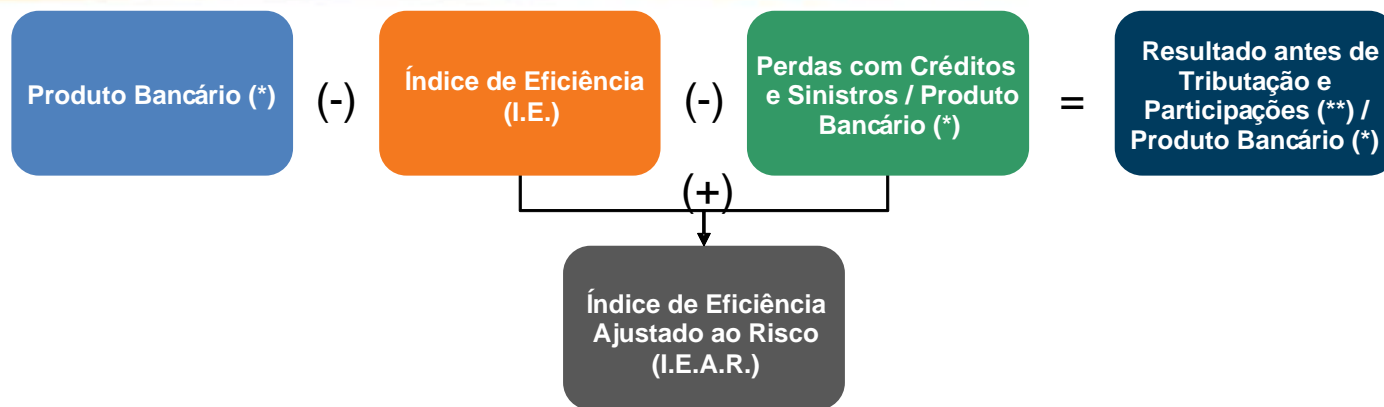 Produto Bancário (*)
(-)
Índice de Eficiência
(I.E.)
(-)
Perdas com Créditos
e Sinistros / Produto
Bancário (*)
=
Resultado antes de
Tributação e
Participações (**) /
Produto Bancário (*)
(+)
Índice de Eficiência
Ajustado ao Risco
(I.E.A.R.)